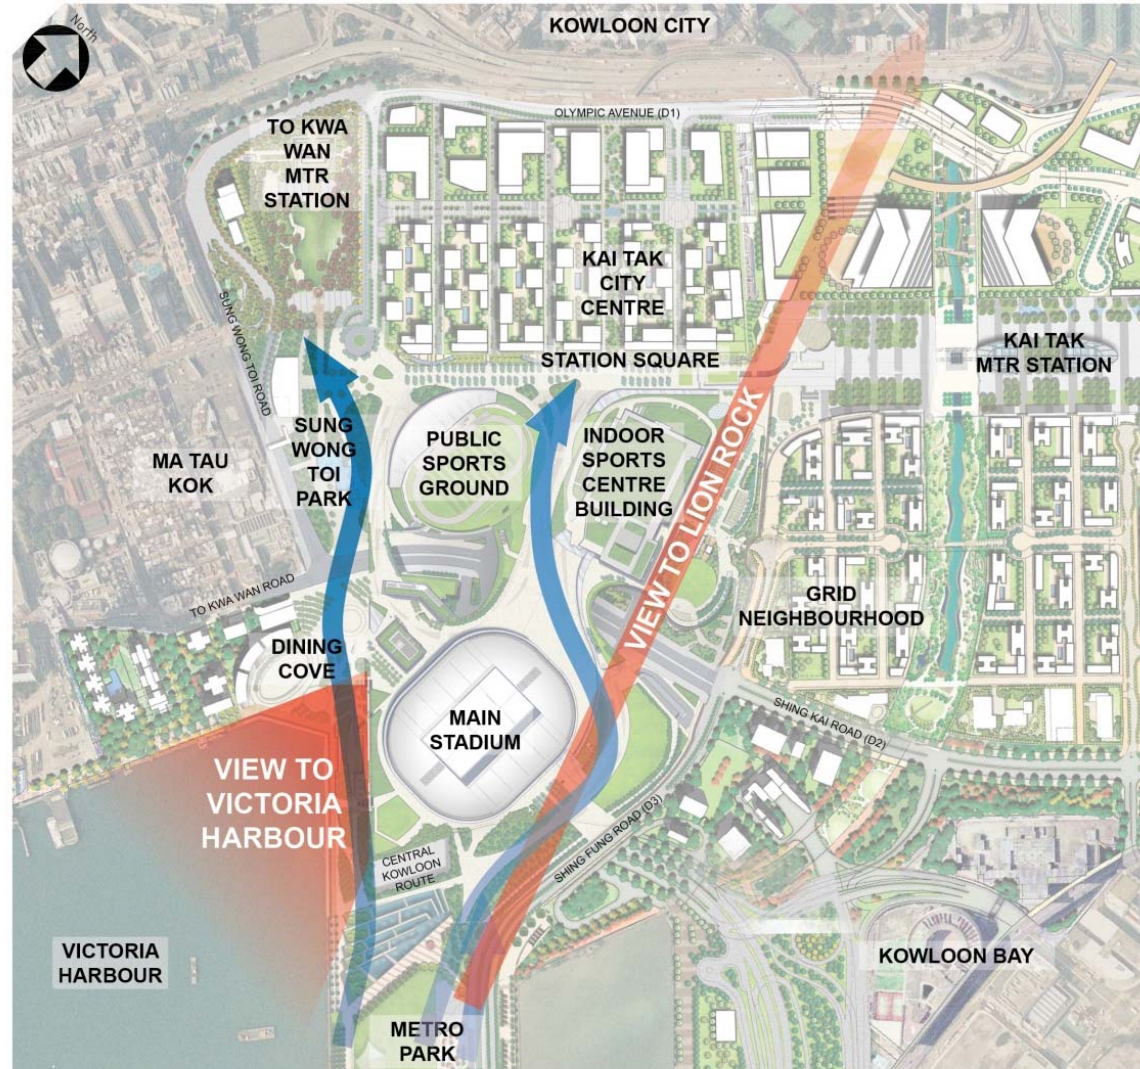 North
KOWLOON CITY
OLYMPIC AVENUE (D1)
TO KWA
WAN
MTR
STATION
KAI TAK
CITY
CENTRE
SUNG WONG TOI ROAD
STATION SQUARE
KAI TAK
MTR STATION
VIEW TO LION ROCK
SUNG
WONG
TOI
PARK
PUBLIC
SPORTS
GROUND
INDOOR
SPORTS
CENTRE
BUILDING
MA TAU
KOK
TO KWA WAN ROAD
GRID
NEIGHBOURHOOD
DINING
COVE
MAIN
STADIUM
SHING KAI ROAD (D2)
VIEW TO
VICTORIA
HARBOUR
SHING FUNG ROAD (D3)
CENTRAL
KOWLOON
ROUTE
VICTORIA
HARBOUR
KOWLOON BAY
METRO
PARK